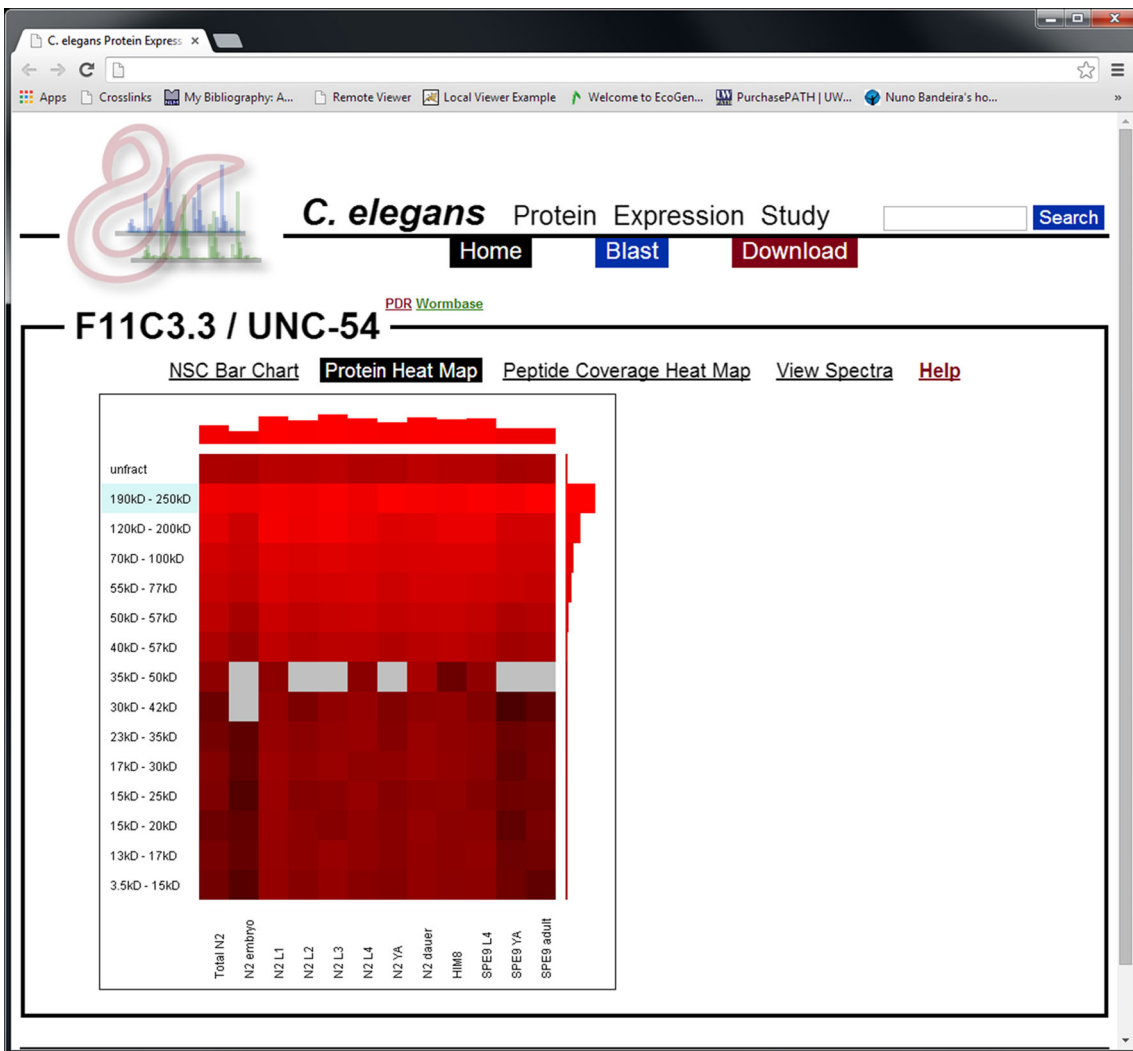 C. elegans Protein Express
Apps Crosslinks My Bibliography: A... Remote Viewer Local Viewer Example Welcome to EcoGen... PurchasePATH | UW... Nuno Bandeira's ho... »
C. elegans Protein Expression Study Search
Home Blast Download
PDR Wormbase
F11C3.3 / UNC-54
NSC Bar Chart Protein Heat Map Peptide Coverage Heat Map View Spectra Help
unfract
190kD - 250kD
120kD - 200kD
70kD - 100kD
55kD - 77kD
50kD - 57kD
40kD - 57kD
35kD - 50kD
30kD - 42kD
23kD - 35kD
17kD - 30kD
15kD - 25kD
15kD - 20kD
13kD - 17kD
3.5kD - 15kD
Total N2
N2 embryo
N2 L1
N2 L2
N2 L3
N2 L4
N2 YA
N2 dauer
HIM8
SPE9 L4
SPE9 YA
SPE9 adult